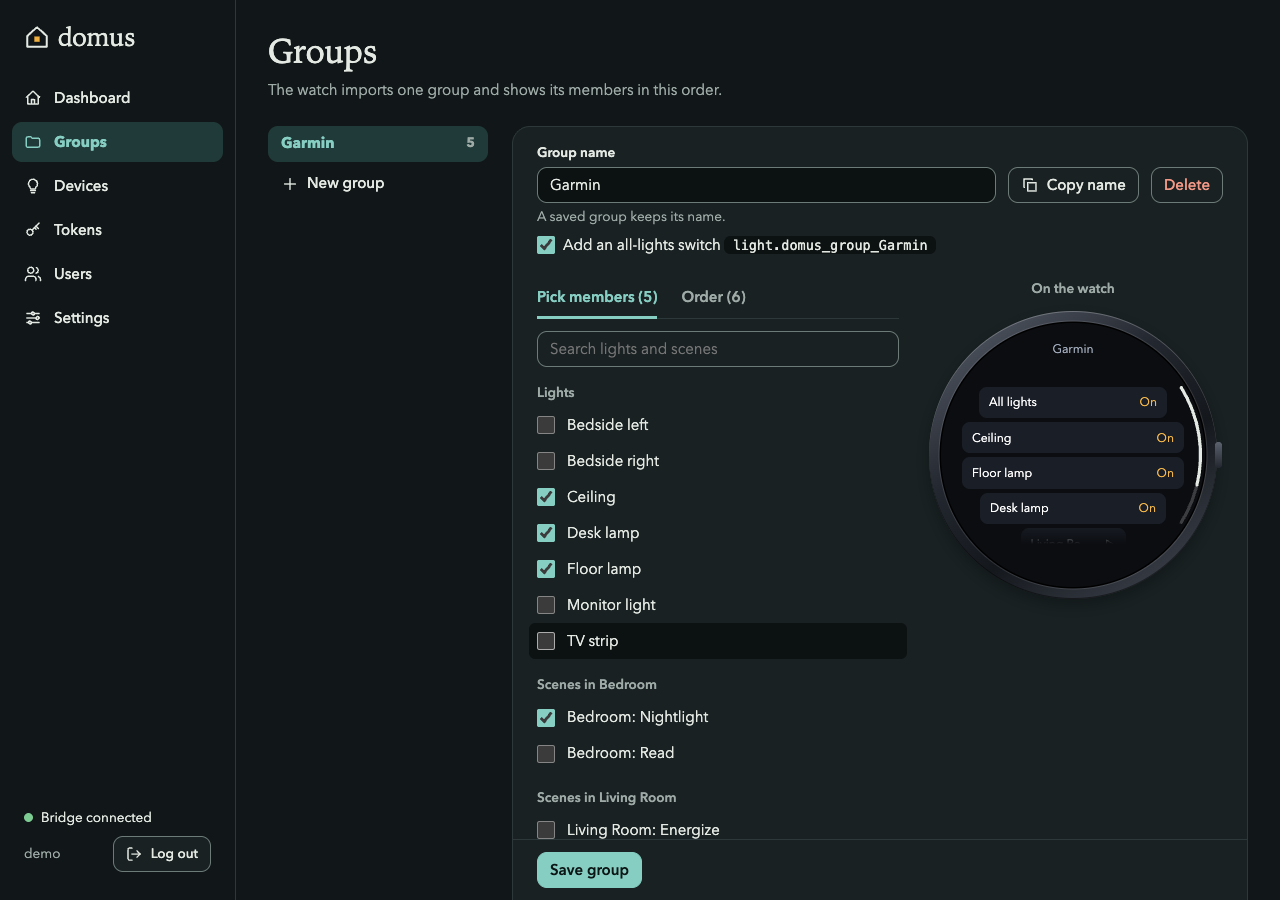 domus
Dashboard
Groups
Devices
Tokens
Users
Settings
Bridge connected
demo
Log out
Groups
The watch imports one group and shows its members in this order.
Garmin 5
New group
Group name
Garmin
Copy name
Delete
A saved group keeps its name.
Add an all-lights switch light.domus_group_Garmin
Pick members (5)
Order (6)
Search lights and scenes
Lights
Bedside left
Bedside right
Ceiling
Desk lamp
Floor lamp
Monitor light
TV strip
Scenes in Bedroom
Bedroom: Nightlight
Bedroom: Read
Scenes in Living Room
Living Room: Energize
Save group
On the watch
Garmin
All lights On
Ceiling On
Floor lamp On
Desk lamp On